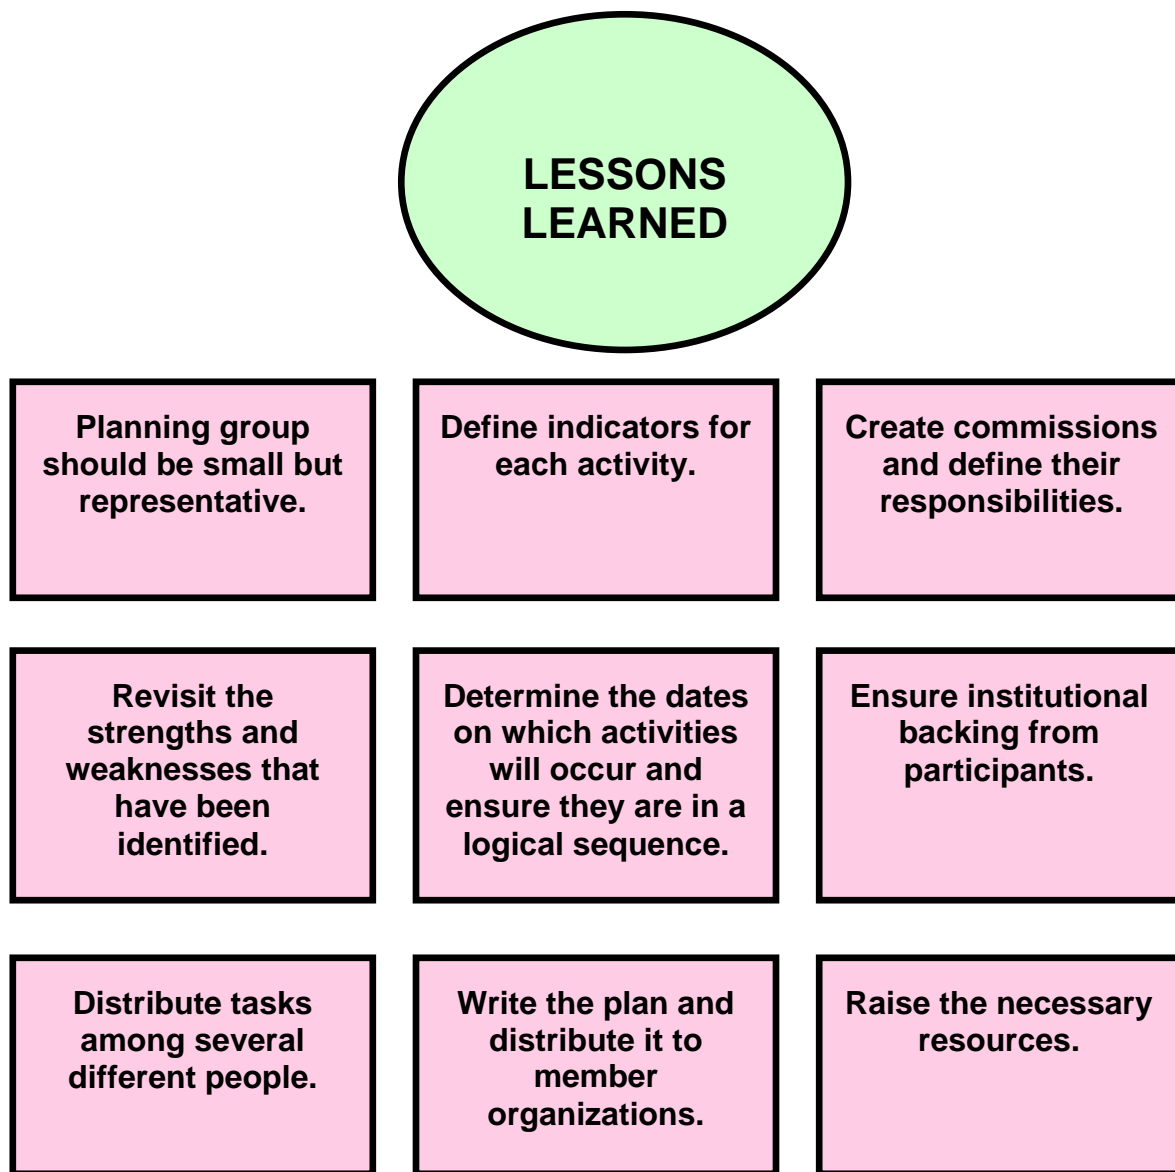 LESSONS
LEARNED
Planning group
should be small but
representative.
Define indicators for
each activity.
Create commissions
and define their
responsibilities.
Revisit the
strengths and
weaknesses that
have been
identified.
Determine the dates
on which activities
will occur and
ensure they are in a
logical sequence.
Ensure institutional
backing from
participants.
Distribute tasks
among several
different people.
Write the plan and
distribute it to
member
organizations.
Raise the necessary
resources.